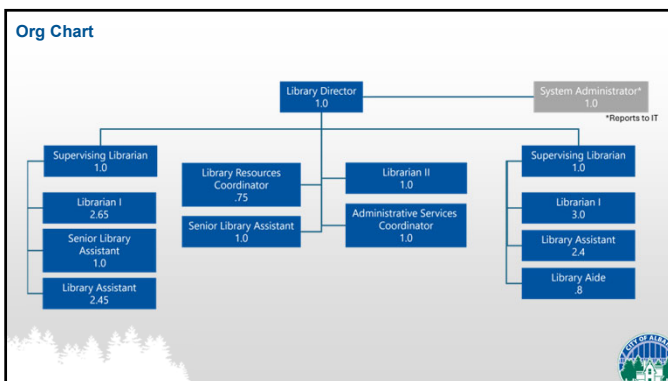 Org Chart
Library Director
1.0
System Administrator*
1.0
*Reports to IT
Supervising Librarian
1.0
Librarian I
2.65
Senior Library
Assistant
1.0
Library Assistant
2.45
Library Resources
Coordinator
.75
Senior Library Assistant
1.0
Librarian II
1.0
Administrative Services
Coordinator
1.0
Supervising Librarian
1.0
Librarian I
3.0
Library Assistant
2.4
Library Aide
.8
CITY OF